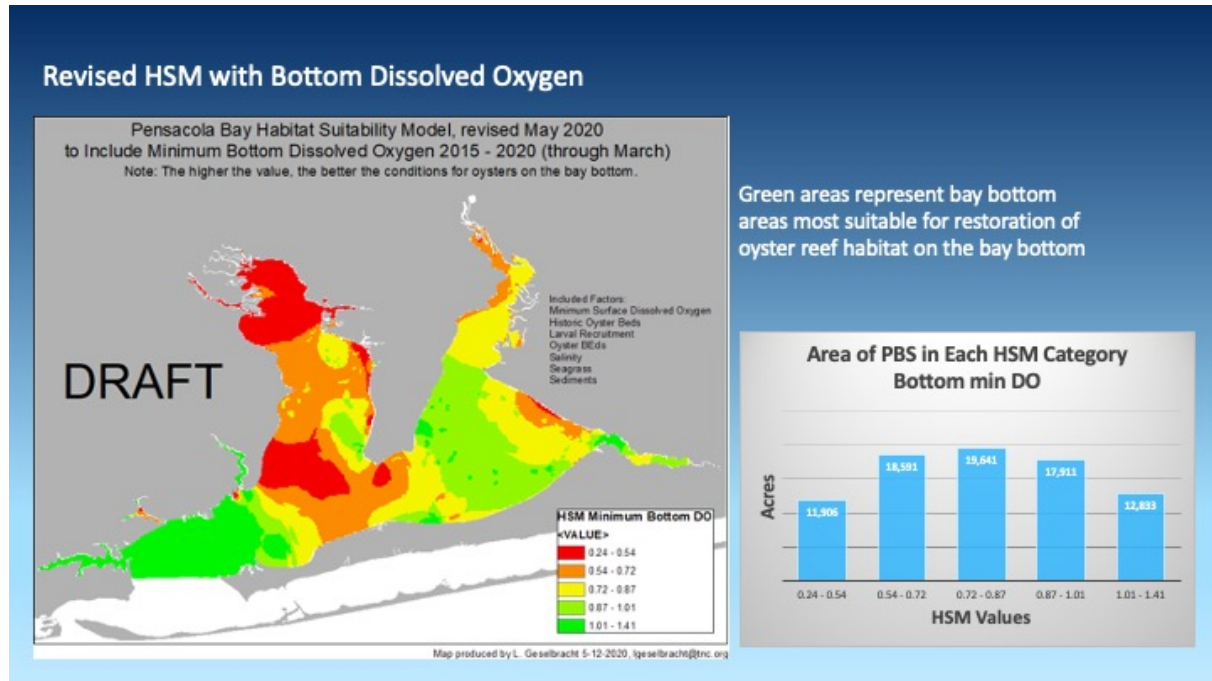 Revised HSM with Bottom Dissolved Oxygen
Pensacola Bay Habitat Suitability Model, revised May 2020
to Include Minimum Bottom Dissolved Oxygen 2015 - 2020 (through March)
Note: The higher the value, the better the conditions for oysters on the bay bottom.
Included Factors:
Minimum Surface Dissolved Oxygen
Historic Oyster Beds
Larval Recruitment
Oyster BEds
Salinity
Seagrass
Sediments
DRAFT
HSM Minimum Bottom DO
<VALUE>
0.24 - 0.54
0.54 - 0.72
0.72 - 0.87
0.87 - 1.01
1.01 - 1.41
Map produced by L. Geselbracht 5-12-2020, lgeselbracht@tnc.org
Green areas represent bay bottom
areas most suitable for restoration of
oyster reef habitat on the bay bottom
Area of PBS in Each HSM Category
Bottom min DO
Acres
11,906
18,591
19,641
17,911
12,833
0.24 - 0.54
0.54 - 0.72
0.72 - 0.87
0.87 - 1.01
1.01 - 1.41
HSM Values